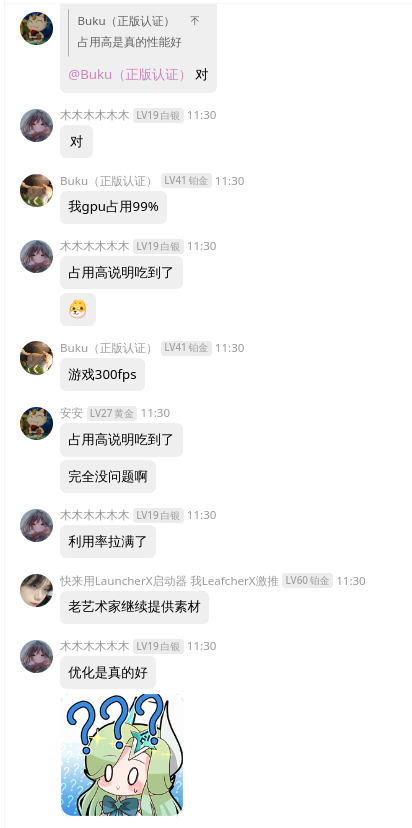 Buku（正版认证）
占用高是真的性能好
@Buku（正版认证） 对
木木木木木木 LV19 白银 11:30
对
Buku（正版认证） LV41 铂金 11:30
我gpu占用99%
木木木木木木 LV19 白银 11:30
占用高说明吃到了
Buku（正版认证） LV41 铂金 11:30
游戏300fps
安安 LV27 黄金 11:30
占用高说明吃到了
完全没问题啊
木木木木木木 LV19 白银 11:30
利用率拉满了
快来用LauncherX启动器 我LeafcherX激推 LV60 铂金 11:30
老艺术家继续提供素材
木木木木木木 LV19 白银 11:30
优化是真的好
???